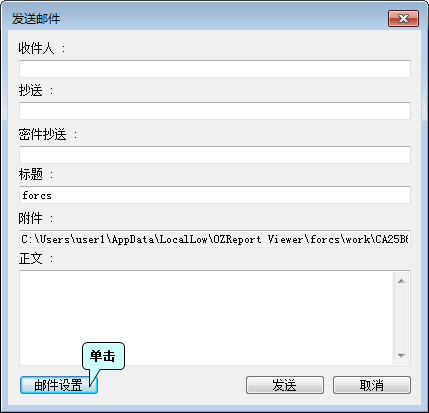 发送邮件
收件人 :
抄送 :
密件抄送 :
标题 :
forcs
附件 :
C:\Users\user1\AppData\LocalLow\OZReport Viewer\forcs\work\CA25B
正文 :
单击
邮件设置 发送 取消